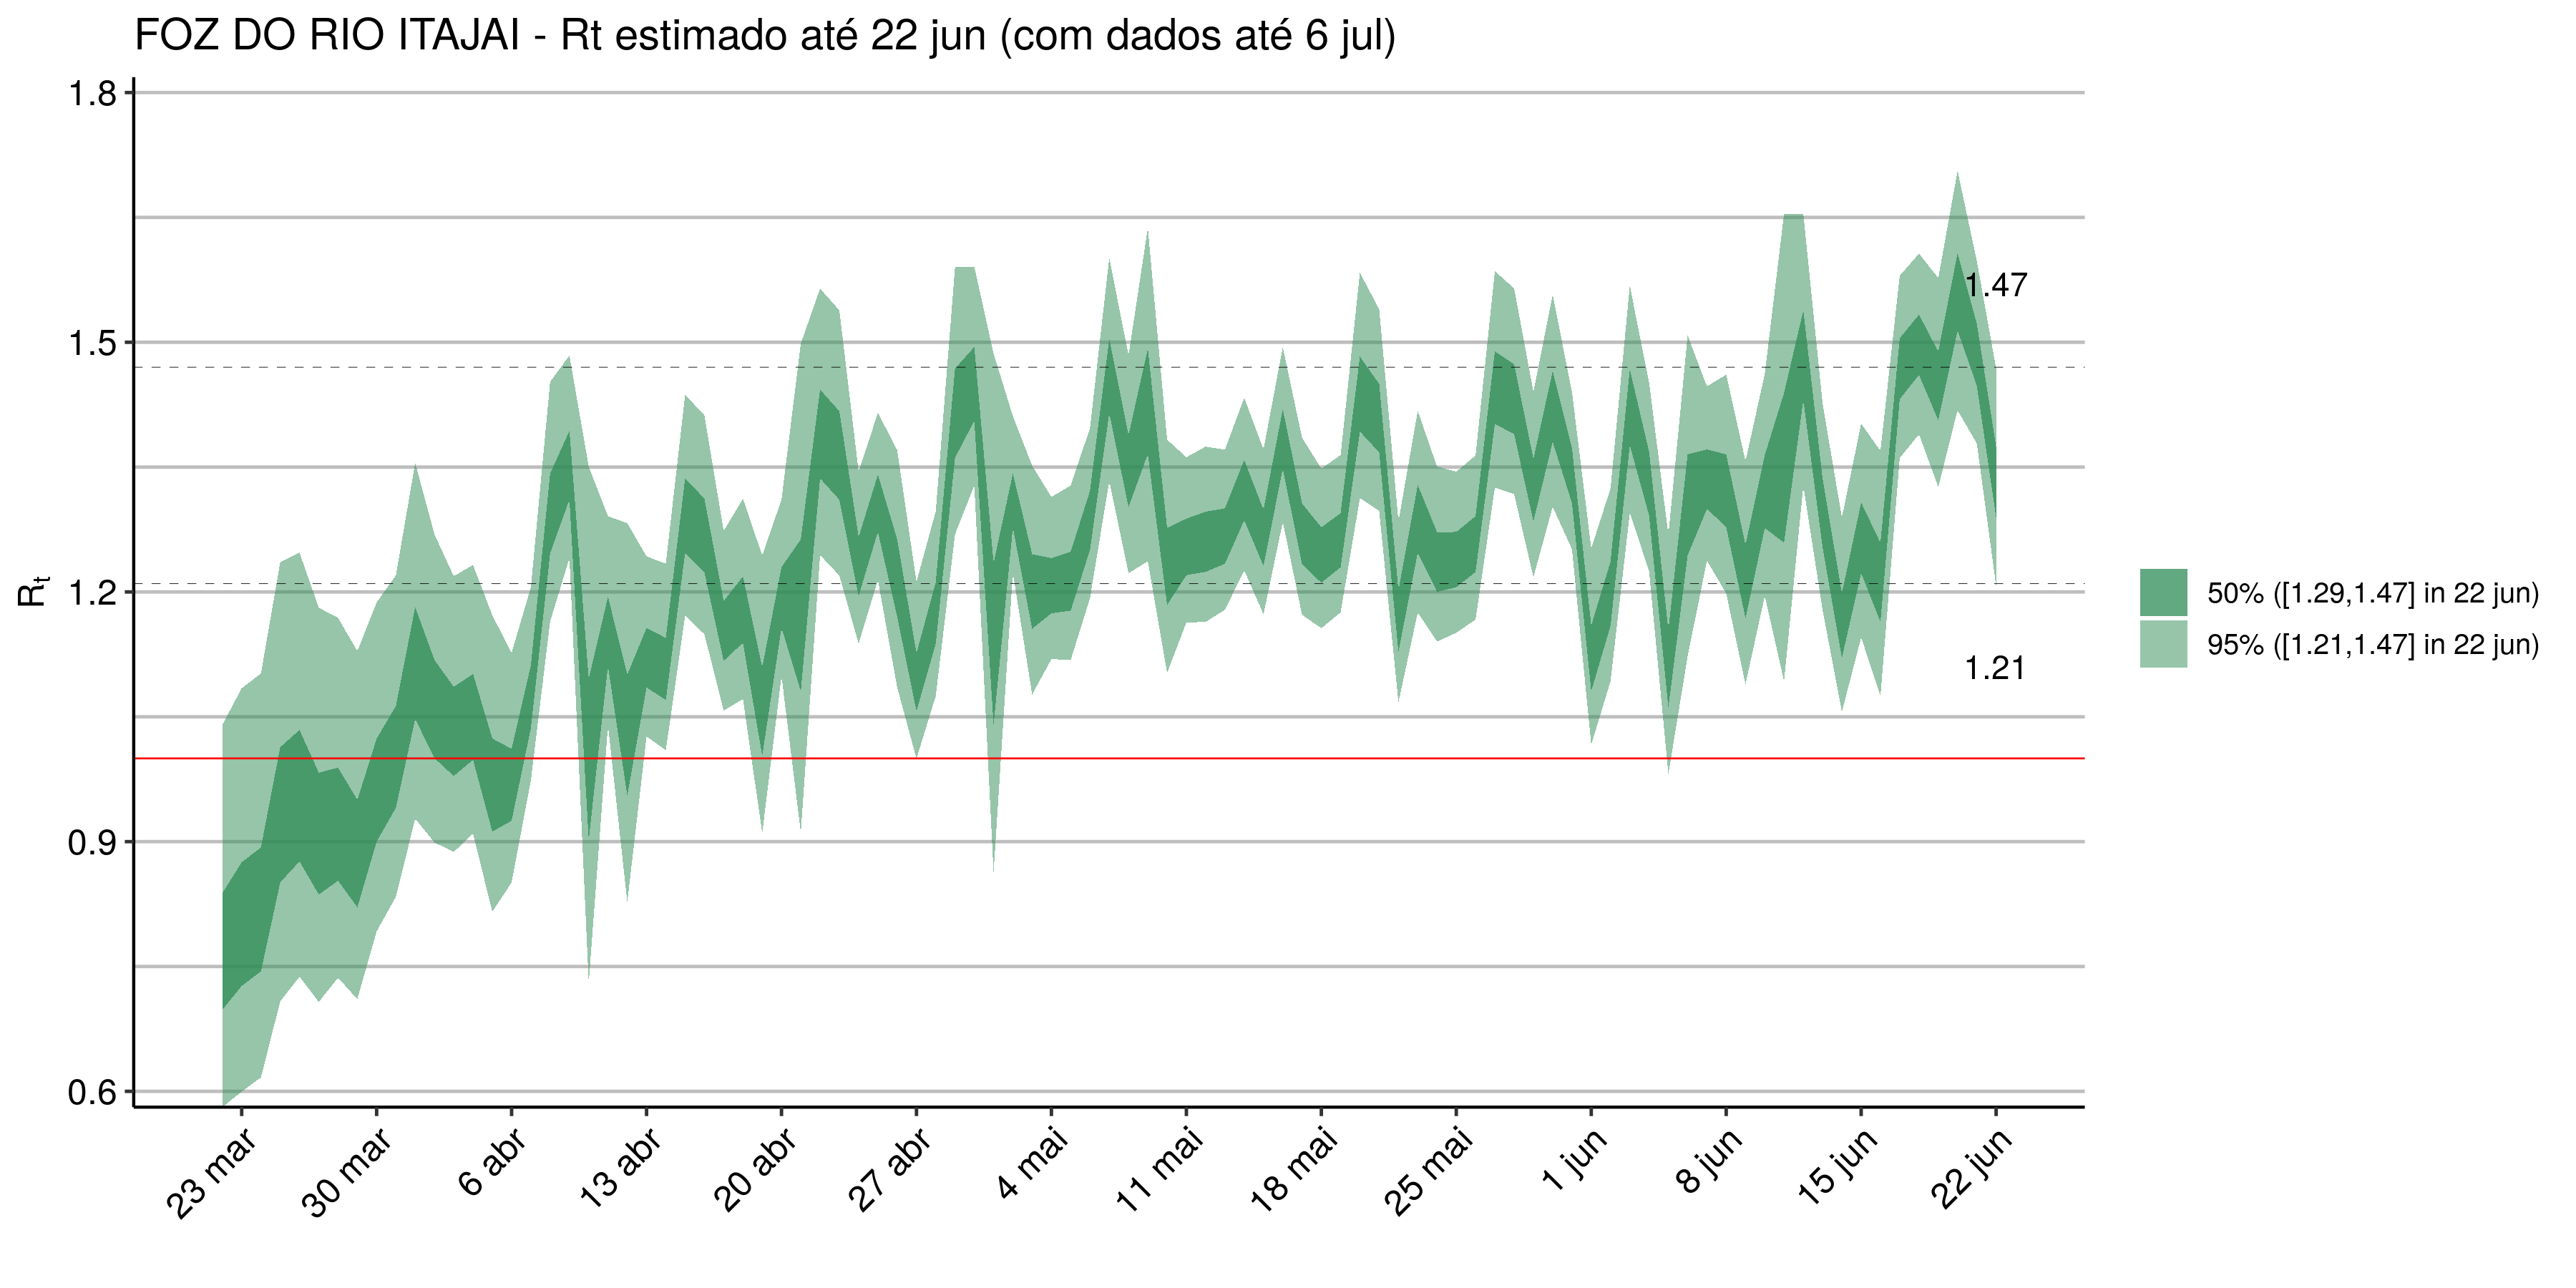 FOZ DO RIO ITAJAI - Rt estimado até 22 jun (com dados até 6 jul)
1.8
1.5
1.2
0.9
0.6
Rt
1.47
1.21
50% ([1.29,1.47] in 22 jun)
95% ([1.21,1.47] in 22 jun)
23 mar
30 mar
6 abr
13 abr
20 abr
27 abr
4 mai
11 mai
18 mai
25 mai
1 jun
8 jun
15 jun
22 jun